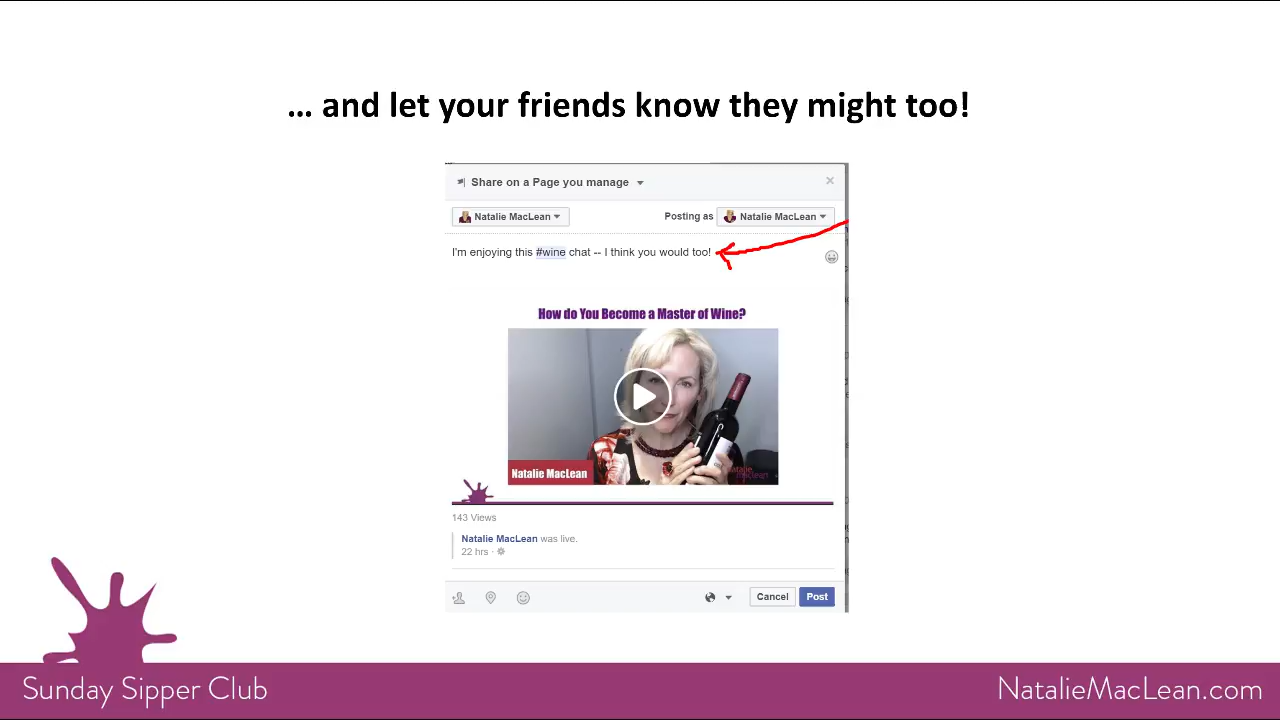 ... and let your friends know they might too!
Share on a Page you manage
Natalie MacLean
Posting as
Natalie MacLean
I'm enjoying this #wine chat -- I think you would too!
How do You Become a Master of Wine?
Natalie MacLean
natalie maclean
143 Views
Natalie MacLean was live.
22 hrs ·
Cancel
Post
Sunday Sipper Club
NatalieMacLean.com